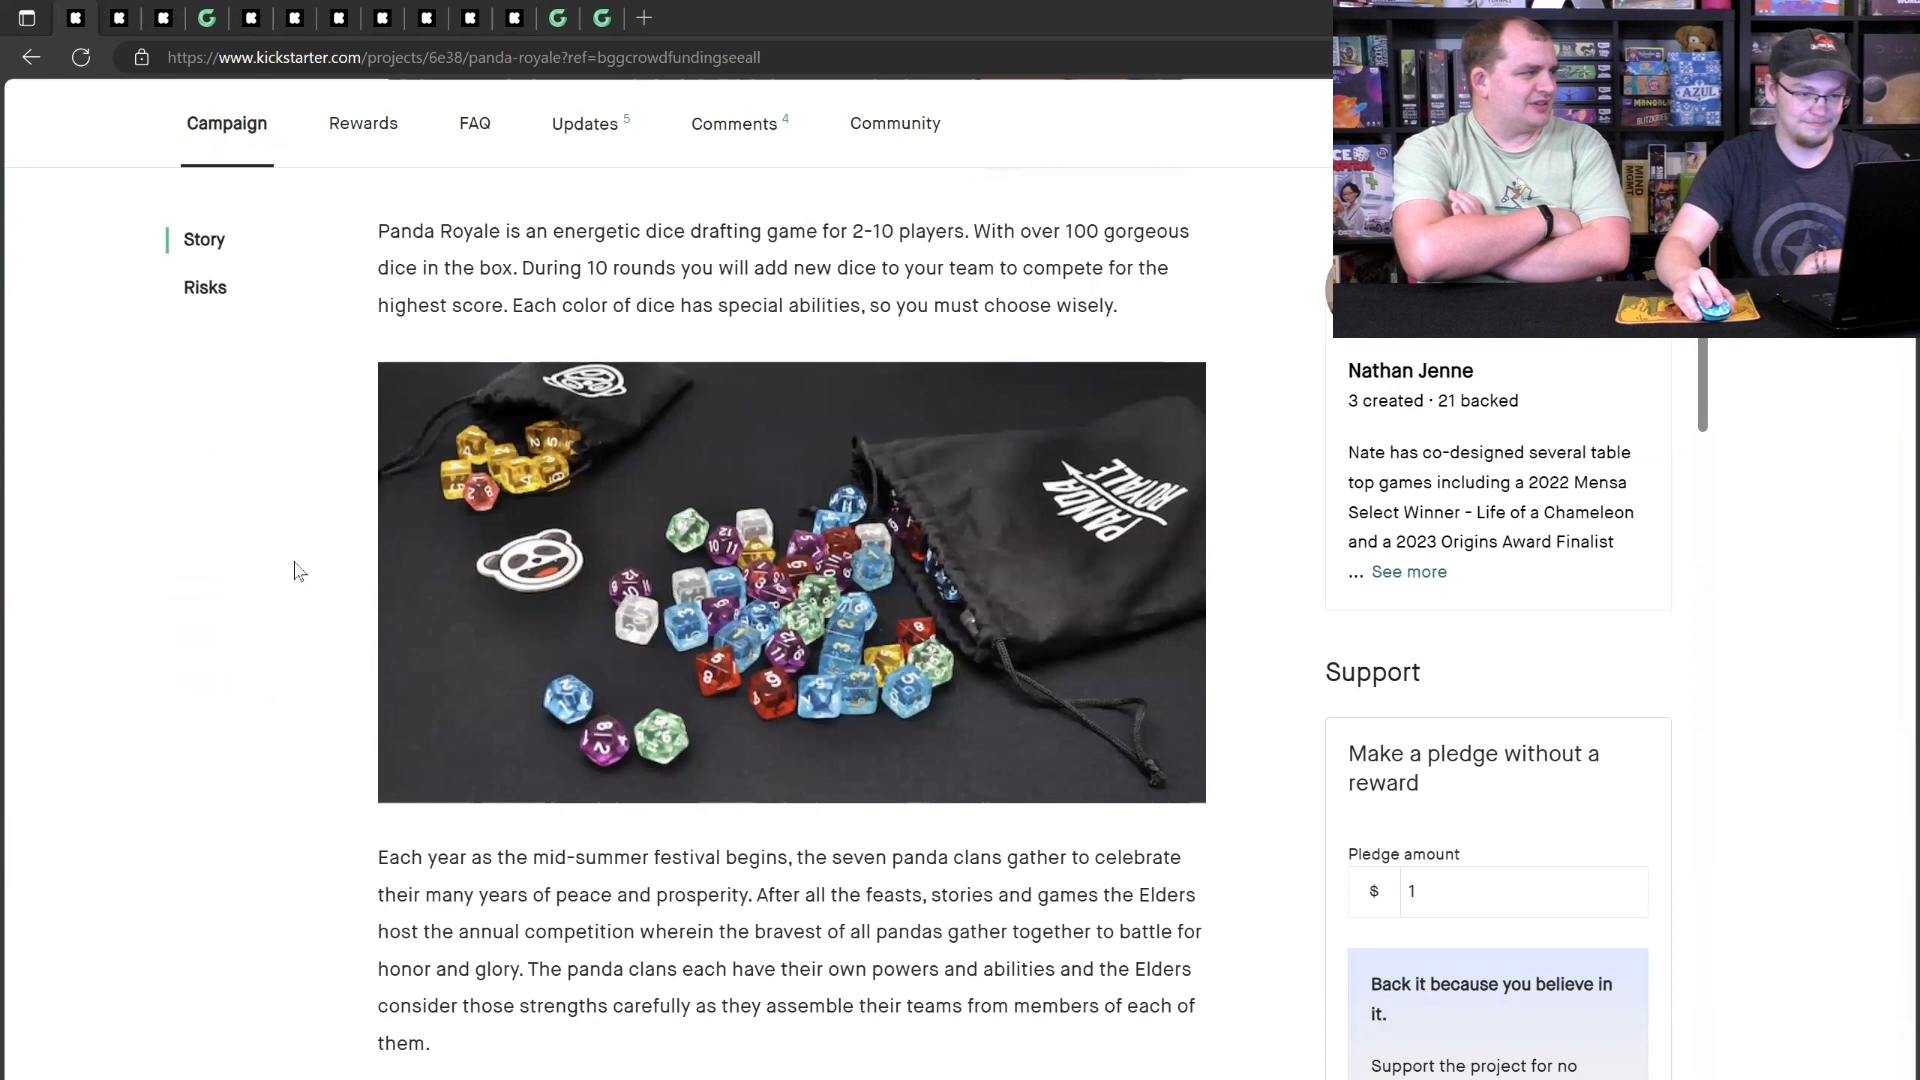 https://www.kickstarter.com/projects/6e38/panda-royale?ref=bggcrowdfundingseeall
Campaign
Rewards
FAQ
Updates 5
Comments 4
Community
Story
Risks
Panda Royale is an energetic dice drafting game for 2-10 players. With over 100 gorgeous
dice in the box. During 10 rounds you will add new dice to your team to compete for the
highest score. Each color of dice has special abilities, so you must choose wisely.
PANDA
ROYALE
Each year as the mid-summer festival begins, the seven panda clans gather to celebrate
their many years of peace and prosperity. After all the feasts, stories and games the Elders
host the annual competition wherein the bravest of all pandas gather together to battle for
honor and glory. The panda clans each have their own powers and abilities and the Elders
consider those strengths carefully as they assemble their teams from members of each of
them.
AZUL
MIND
MGMT
Nathan Jenne
3 created · 21 backed
Nate has co-designed several table
top games including a 2022 Mensa
Select Winner - Life of a Chameleon
and a 2023 Origins Award Finalist
... See more
Support
Make a pledge without a
reward
Pledge amount
$ 1
Back it because you believe in
it.
Support the project for no